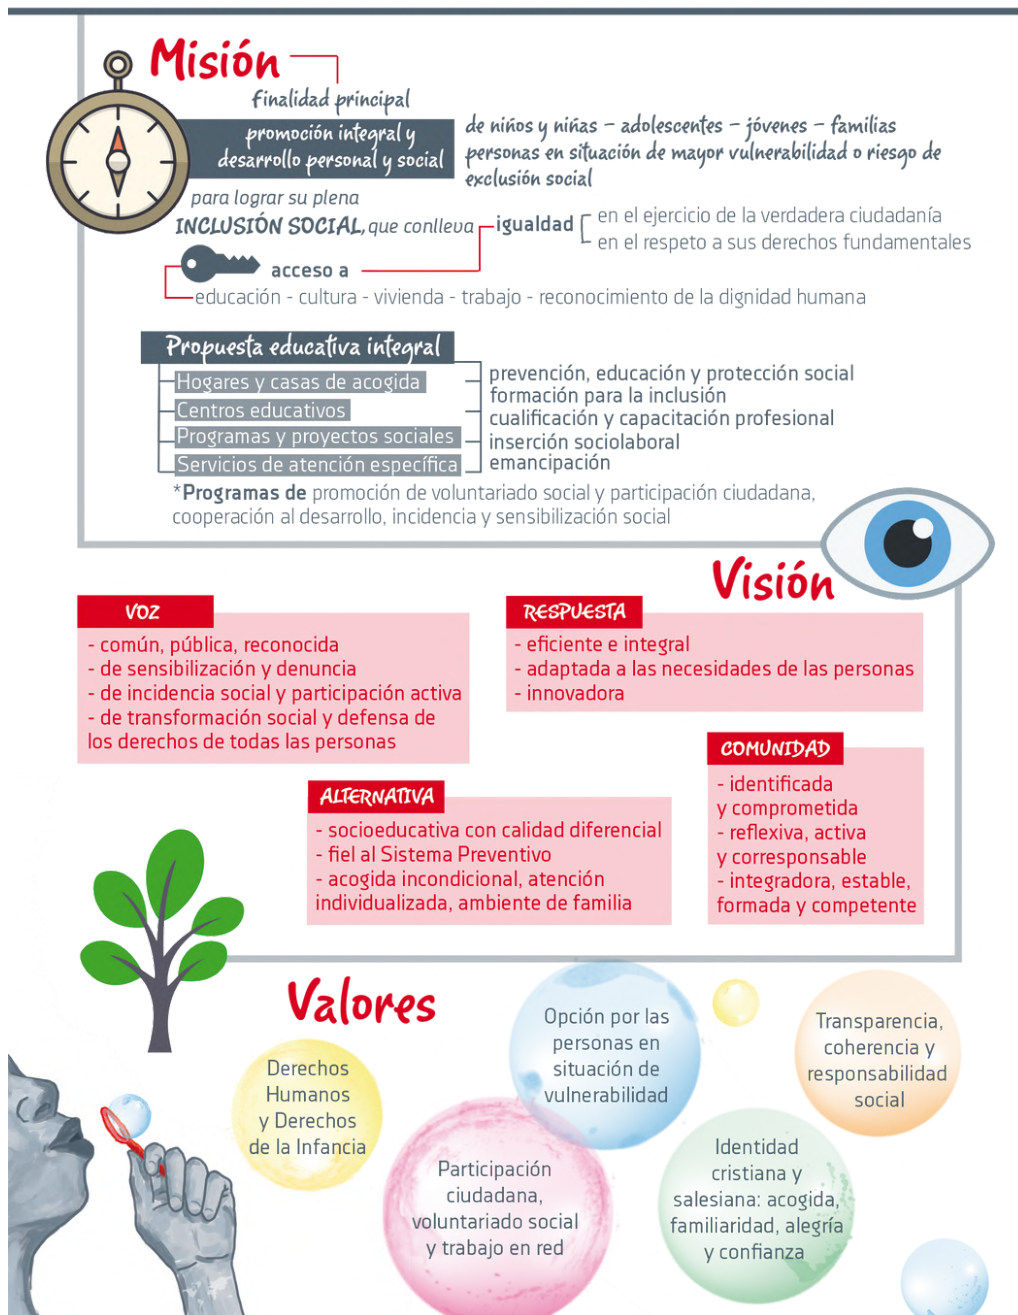 Misión
finalidad principal
promoción integral y
desarrollo personal y social
de niños y niñas – adolescentes – jóvenes – familias
personas en situación de mayor vulnerabilidad o riesgo de
exclusión social
para lograr su plena
INCLUSIÓN SOCIAL, que conlleva
igualdad
en el ejercicio de la verdadera ciudadanía
en el respeto a sus derechos fundamentales
acceso a
educación - cultura - vivienda - trabajo - reconocimiento de la dignidad humana
Propuesta educativa integral
Hogares y casas de acogida
Centros educativos
Programas y proyectos sociales
Servicios de atención específica
prevención, educación y protección social
formación para la inclusión
cualificación y capacitación profesional
inserción sociolaboral
emancipación
*Programas de promoción de voluntariado social y participación ciudadana,
cooperación al desarrollo, incidencia y sensibilización social
Visión
VOZ
- común, pública, reconocida
- de sensibilización y denuncia
- de incidencia social y participación activa
- de transformación social y defensa de
los derechos de todas las personas
RESPUESTA
- eficiente e integral
- adaptada a las necesidades de las personas
- innovadora
ALTERNATIVA
- socioeducativa con calidad diferencial
- fiel al Sistema Preventivo
- acogida incondicional, atención
individualizada, ambiente de familia
COMUNIDAD
- identificada
y comprometida
- reflexiva, activa
y corresponsable
- integradora, estable,
formada y competente
Valores
Derechos
Humanos
y Derechos
de la Infancia
Opción por las
personas en
situación de
vulnerabilidad
Transparencia,
coherencia y
responsabilidad
social
Participación
ciudadana,
voluntariado social
y trabajo en red
Identidad
cristiana y
salesiana: acogida,
familiaridad, alegría
y confianza